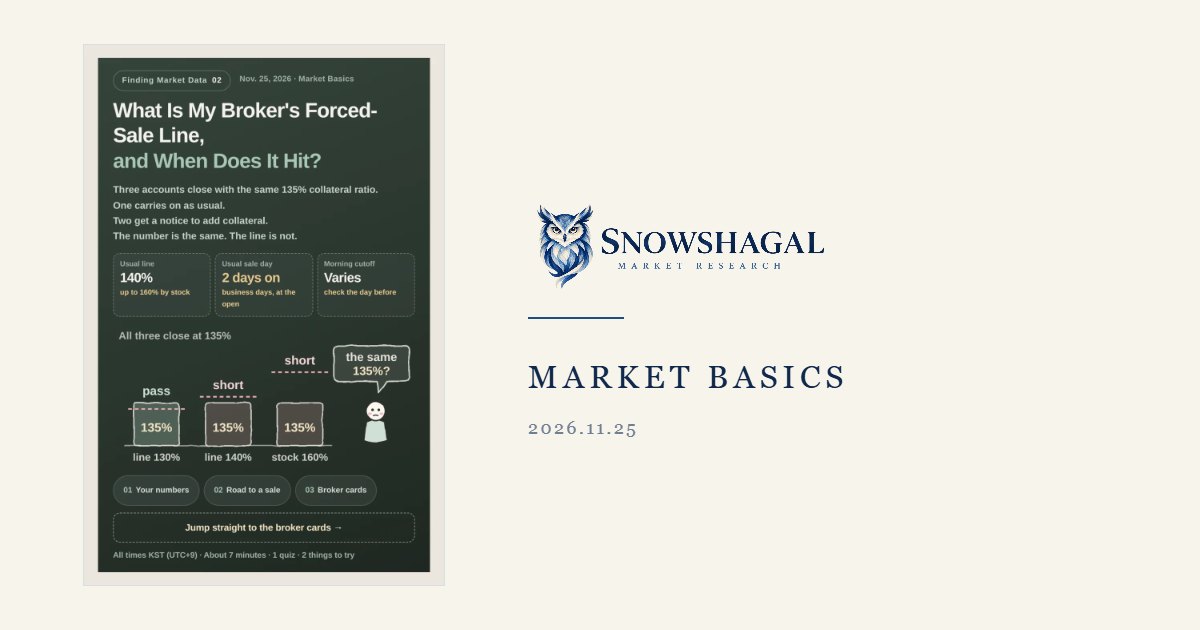 Finding Market Data 02
Nov. 25, 2026 · Market Basics
What Is My Broker's Forced-
Sale Line,
and When Does It Hit?
Three accounts close with the same 135% collateral ratio.
One carries on as usual.
Two get a notice to add collateral.
The number is the same. The line is not.
Usual line
140%
up to 160% by stock
Usual sale day
2 days on
business days, at the
open
Morning cutoff
Varies
check the day before
All three close at 135%
pass
short
short
the same
135%?
135%
135%
135%
line 130%
line 140%
stock 160%
01 Your numbers
02 Road to a sale
03 Broker cards
Jump straight to the broker cards →
All times KST (UTC+9) · About 7 minutes · 1 quiz · 2 things to try
SNOWSHAGAL
MARKET RESEARCH
MARKET BASICS
2026.11.25